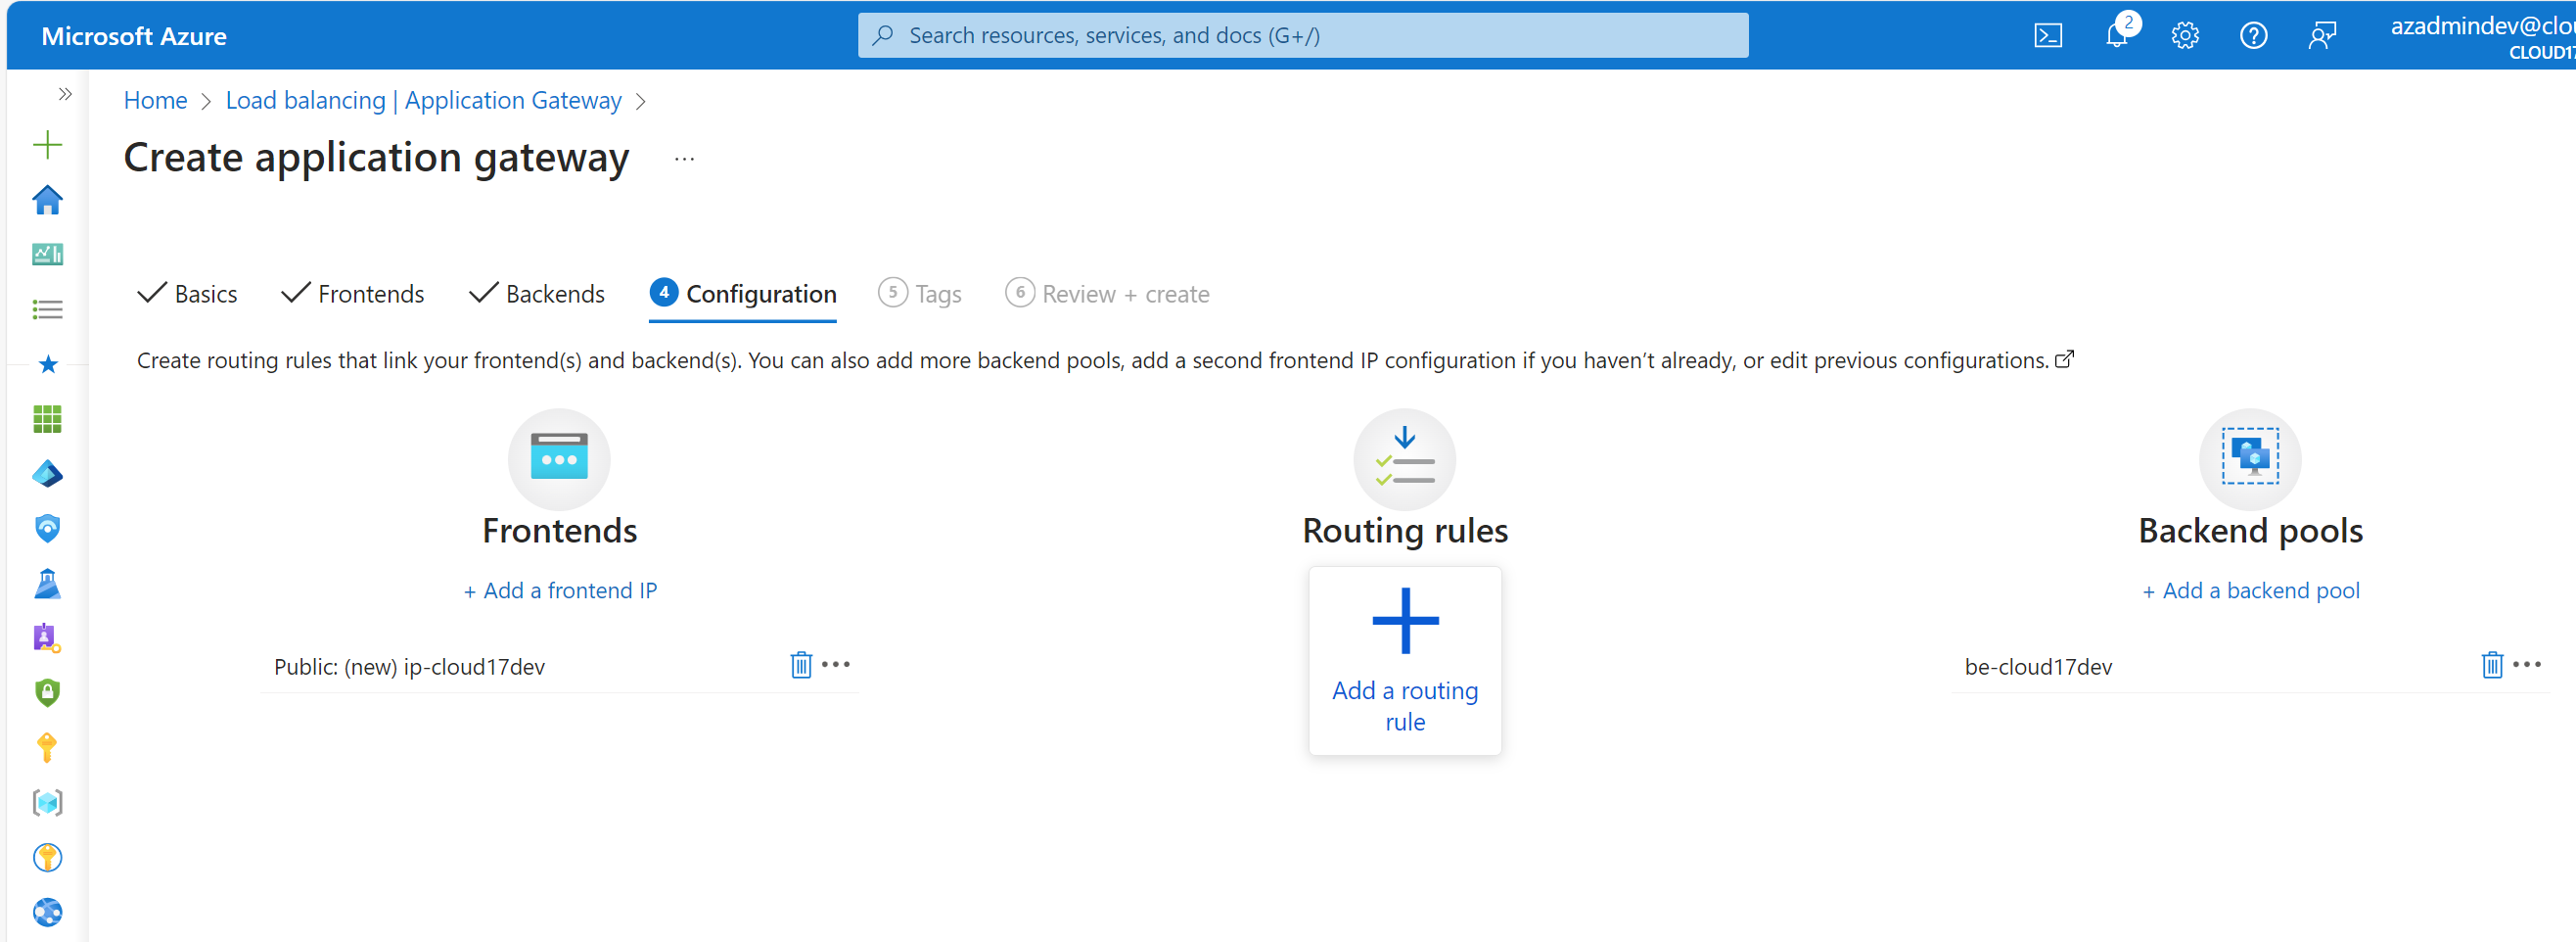 Microsoft Azure
Search resources, services, and docs (G+/)
2
azadmindev@clou
CLOUD17
Home > Load balancing | Application Gateway >
Create application gateway ...
Basics Frontends Backends 4 Configuration 5 Tags 6 Review + create
Create routing rules that link your frontend(s) and backend(s). You can also add more backend pools, add a second frontend IP configuration if you haven’t already, or edit previous configurations.
Frontends
+ Add a frontend IP
Public: (new) ip-cloud17dev
Routing rules
Add a routing
rule
Backend pools
+ Add a backend pool
be-cloud17dev